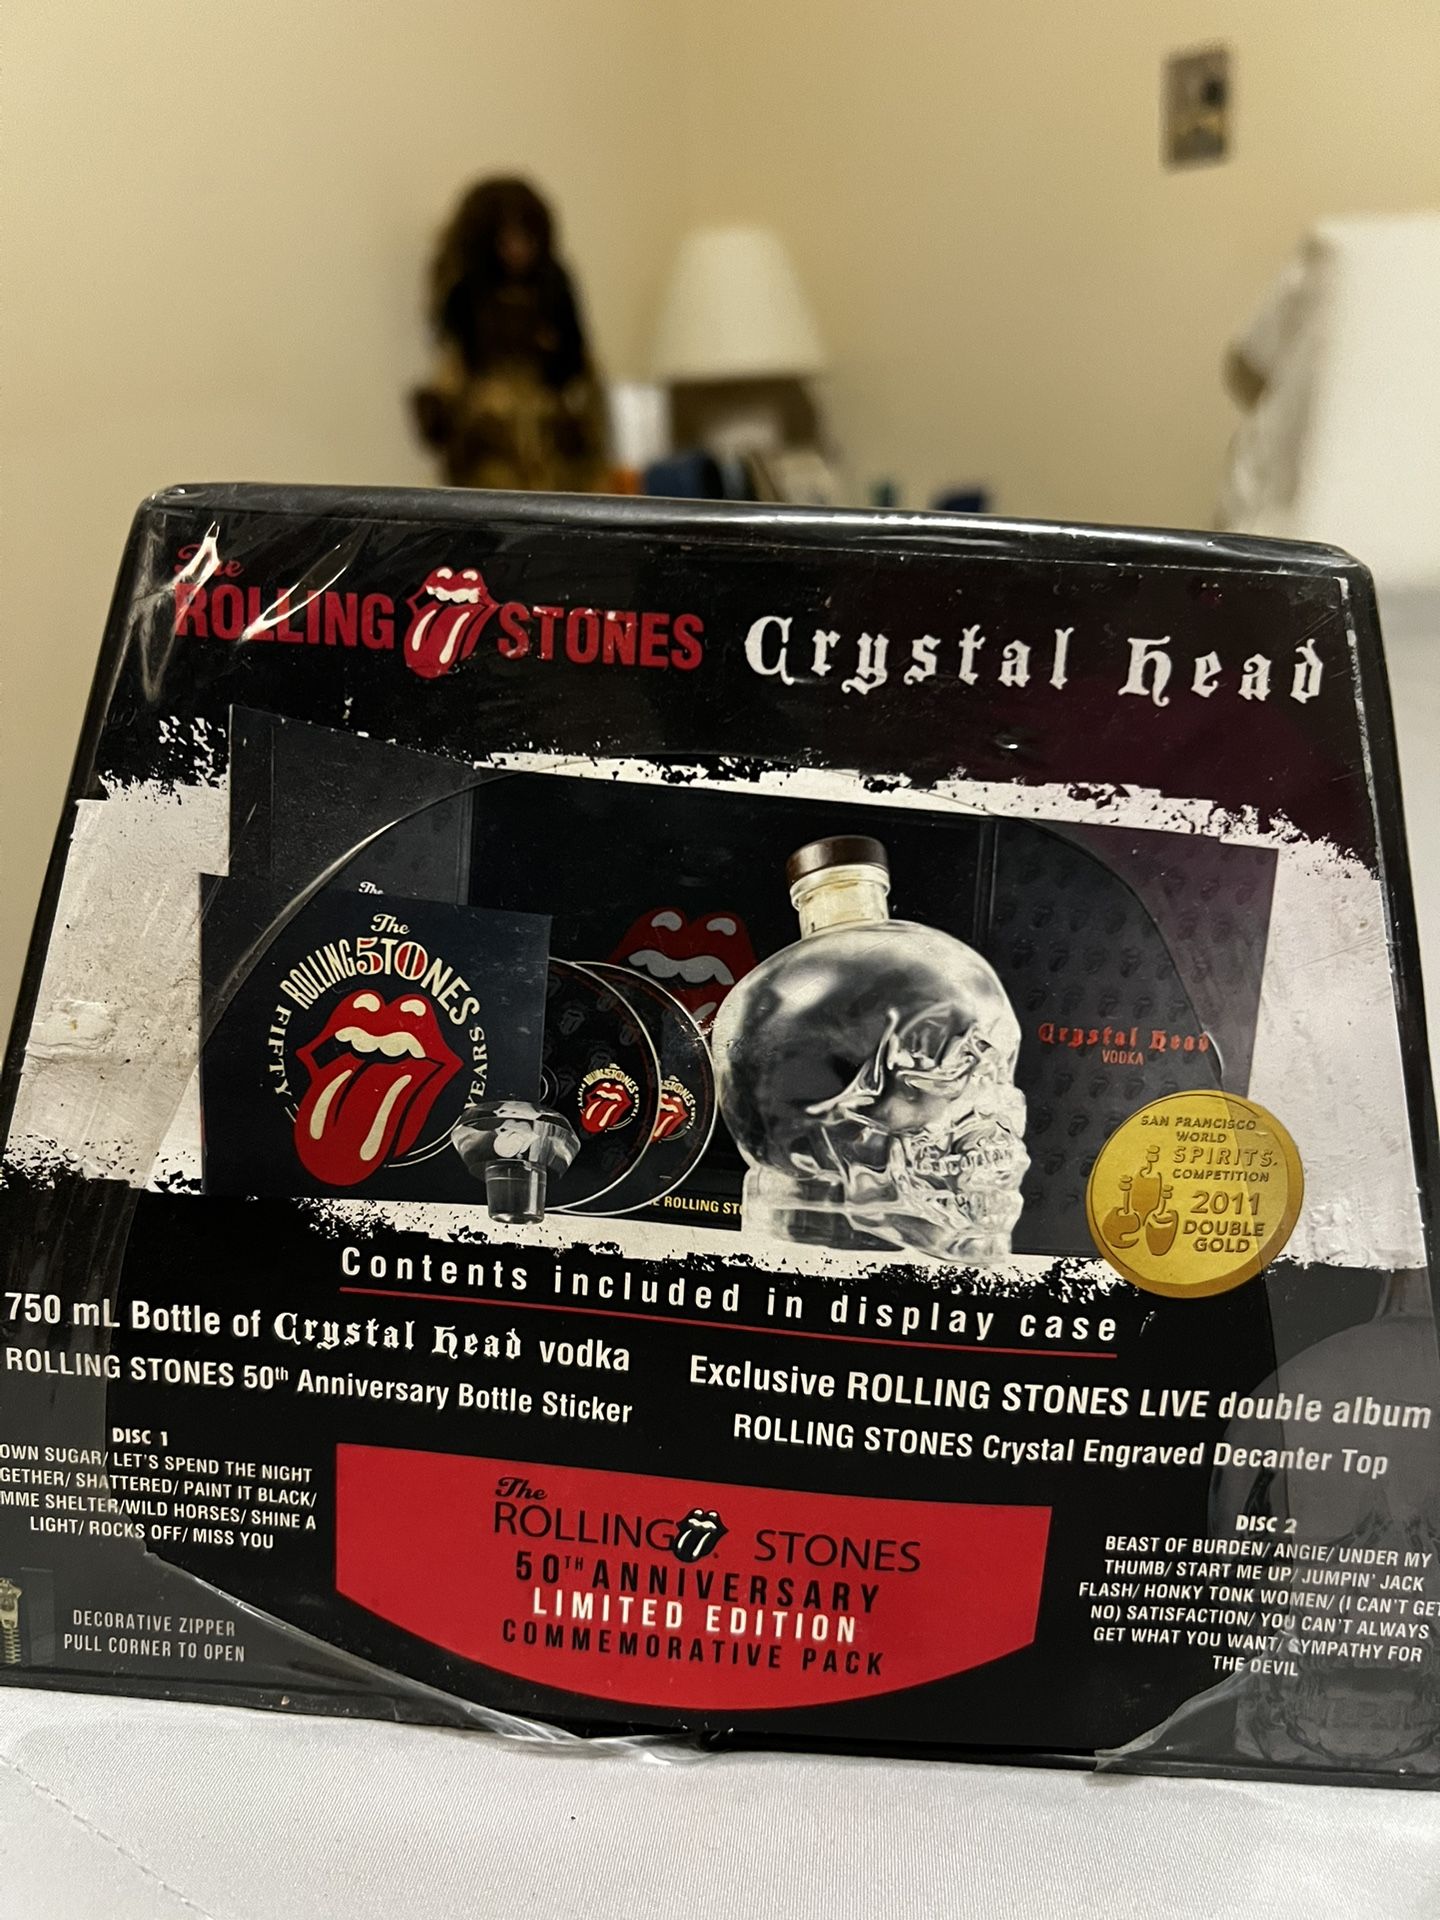 The
ROLLING STONES Crystal Head
The
The
ROLLING 5TONES
FIFTY YEARS
Crystal Head
VODKA
SAN FRANCISCO
WORLD
SPIRITS
COMPETITION
2011
DOUBLE
GOLD
E ROLLING ST
Contents included in display case
750 mL Bottle of Crystal Head vodka
ROLLING STONES 50th Anniversary Bottle Sticker
Exclusive ROLLING STONES LIVE double album
ROLLING STONES Crystal Engraved Decanter Top
DISC 1
OWN SUGAR/ LET'S SPEND THE NIGHT
GETHER/ SHATTERED/ PAINT IT BLACK/
MME SHELTER/WILD HORSES/ SHINE A
LIGHT/ ROCKS OFF/ MISS YOU
DECORATIVE ZIPPER
PULL CORNER TO OPEN
The
ROLLING STONES
50TH ANNIVERSARY
LIMITED EDITION
COMMEMORATIVE PACK
DISC 2
BEAST OF BURDEN/ ANGIE/ UNDER MY
THUMB/ START ME UP/ JUMPIN' JACK
FLASH/ HONKY TONK WOMEN/ (I CAN'T GET
NO) SATISFACTION/ YOU CAN'T ALWAYS
GET WHAT YOU WANT/ SYMPATHY FOR
THE DEVIL